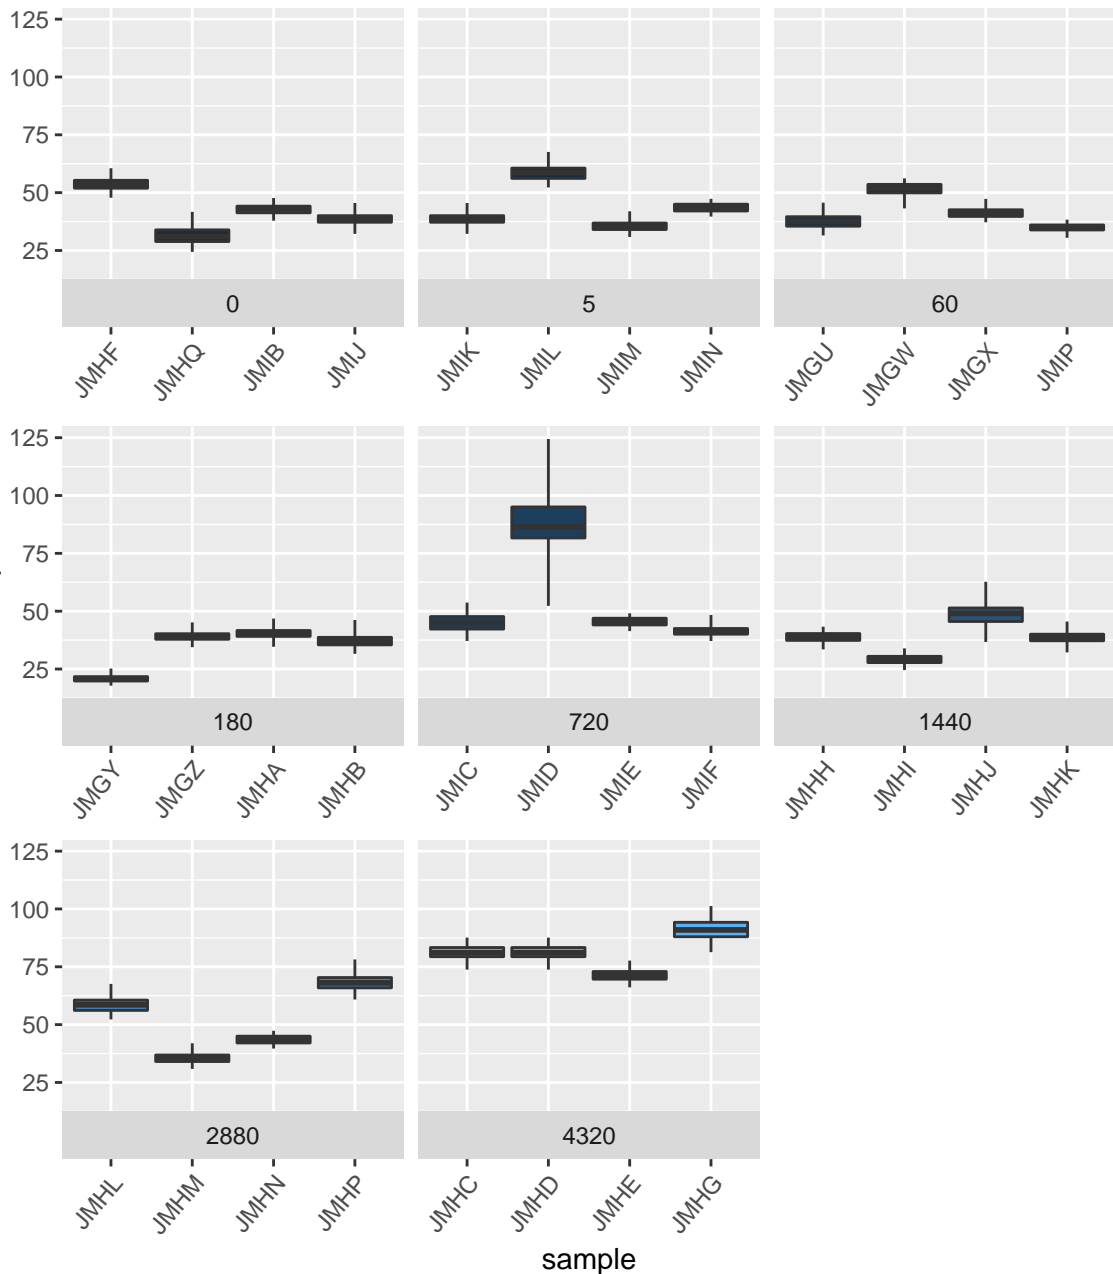 125
100
75
50
25
0 5 60
JMHF JMHQ JMIB JMIJ JMIK JMIL JMIM JMIN JMGU JMGW JMGX JMIP
125
100
75
50
25
180 720 1440
JMGY JMGZ JMHA JMHB JMIC JMID JMIE JMIF JMHH JMHI JMHJ JMHK
125
100
75
50
25
2880 4320
JMHL JMHM JMHN JMHP JMHC JMHD JMHE JMHG
sample